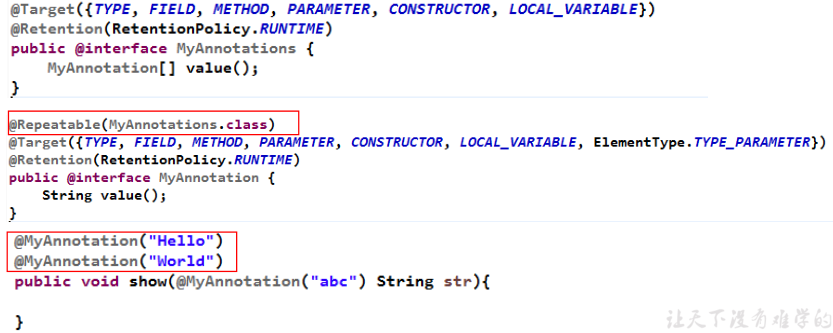 @Target({TYPE, FIELD, METHOD, PARAMETER, CONSTRUCTOR, LOCAL_VARIABLE})
@Retention(RetentionPolicy.RUNTIME)
public @interface MyAnnotations {
    MyAnnotation[] value();
}
@Repeatable(MyAnnotations.class)
@Target({TYPE, FIELD, METHOD, PARAMETER, CONSTRUCTOR, LOCAL_VARIABLE, ElementType.TYPE_PARAMETER})
@Retention(RetentionPolicy.RUNTIME)
public @interface MyAnnotation {
    String value();
}
@MyAnnotation("Hello")
@MyAnnotation("World")
public void show(@MyAnnotation("abc") String str){
}
让天下没有难学的